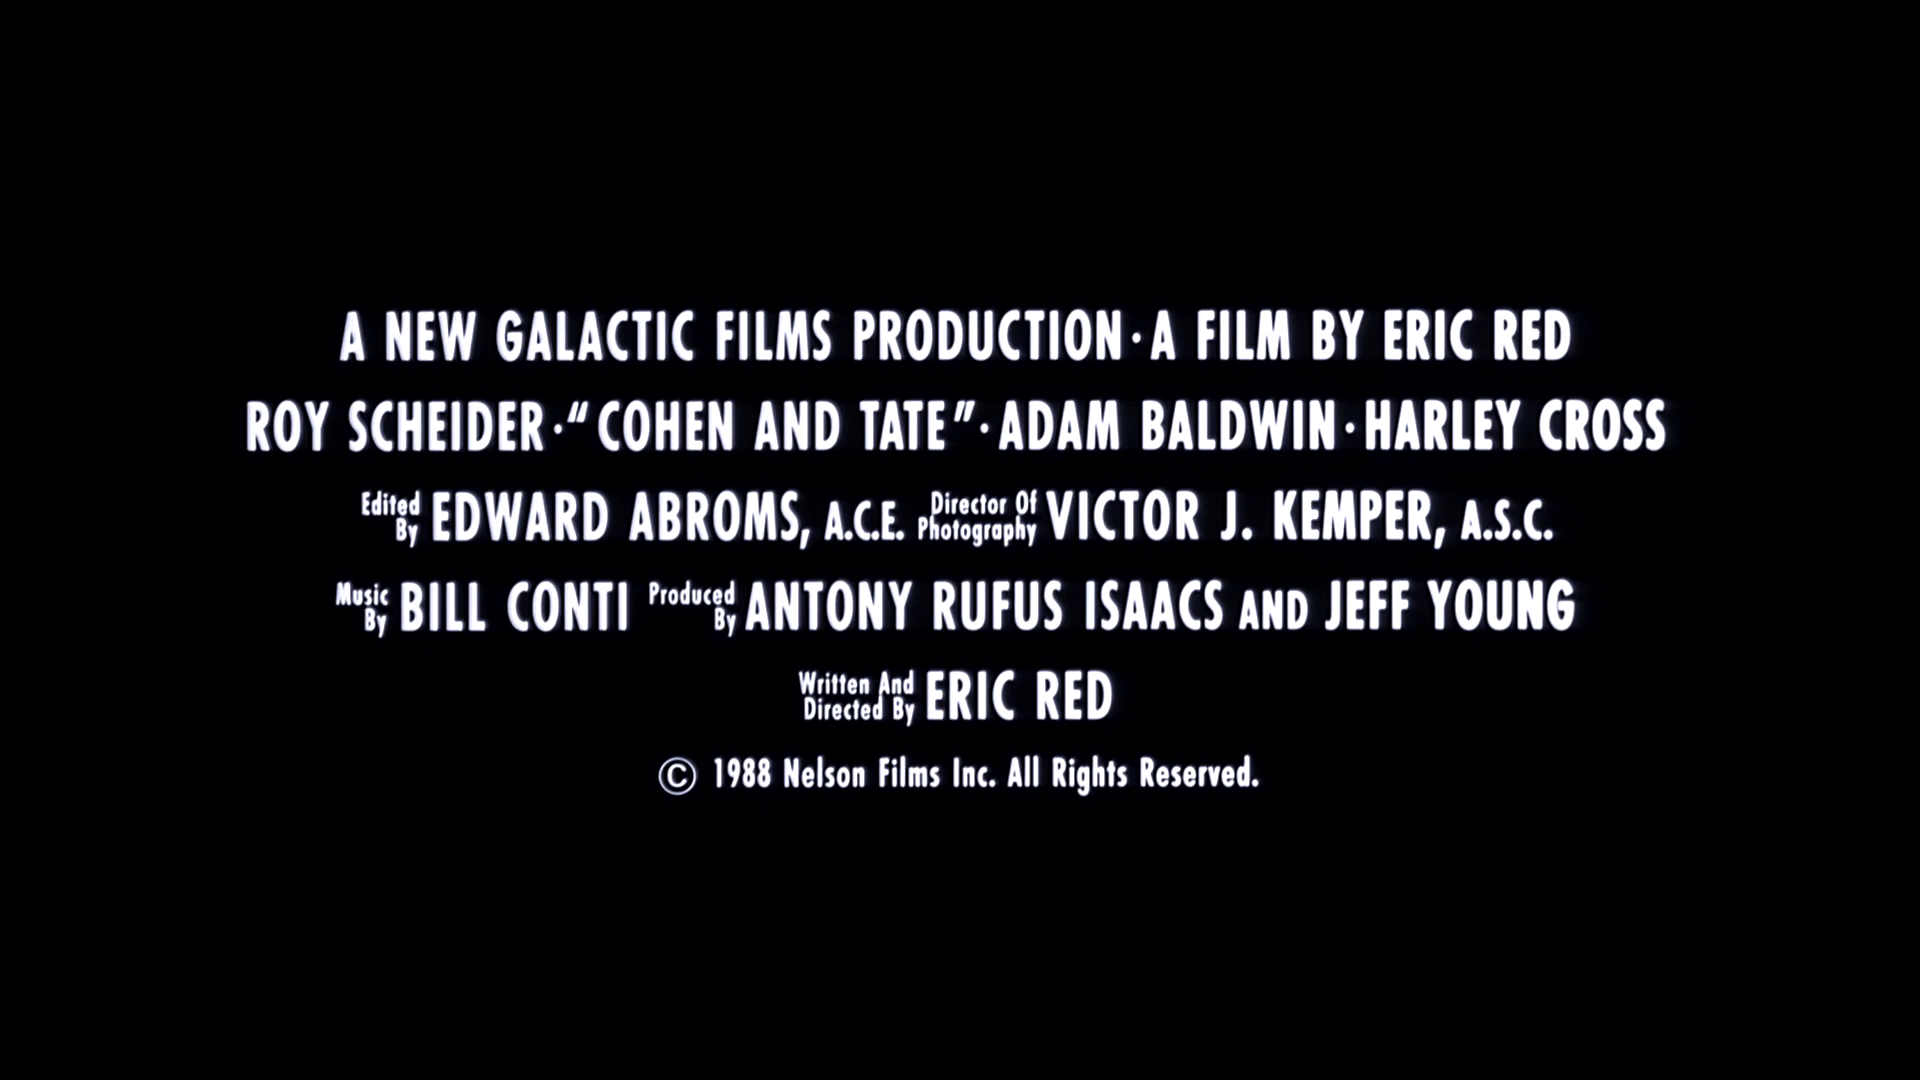 A NEW GALACTIC FILMS PRODUCTION · A FILM BY ERIC RED
ROY SCHEIDER · "COHEN AND TATE" · ADAM BALDWIN · HARLEY CROSS
Edited By EDWARD ABROMS, A.C.E. Director Of Photography VICTOR J. KEMPER, A.S.C.
Music By BILL CONTI Produced By ANTONY RUFUS ISAACS AND JEFF YOUNG
Written And Directed By ERIC RED
© 1988 Nelson Films Inc. All Rights Reserved.